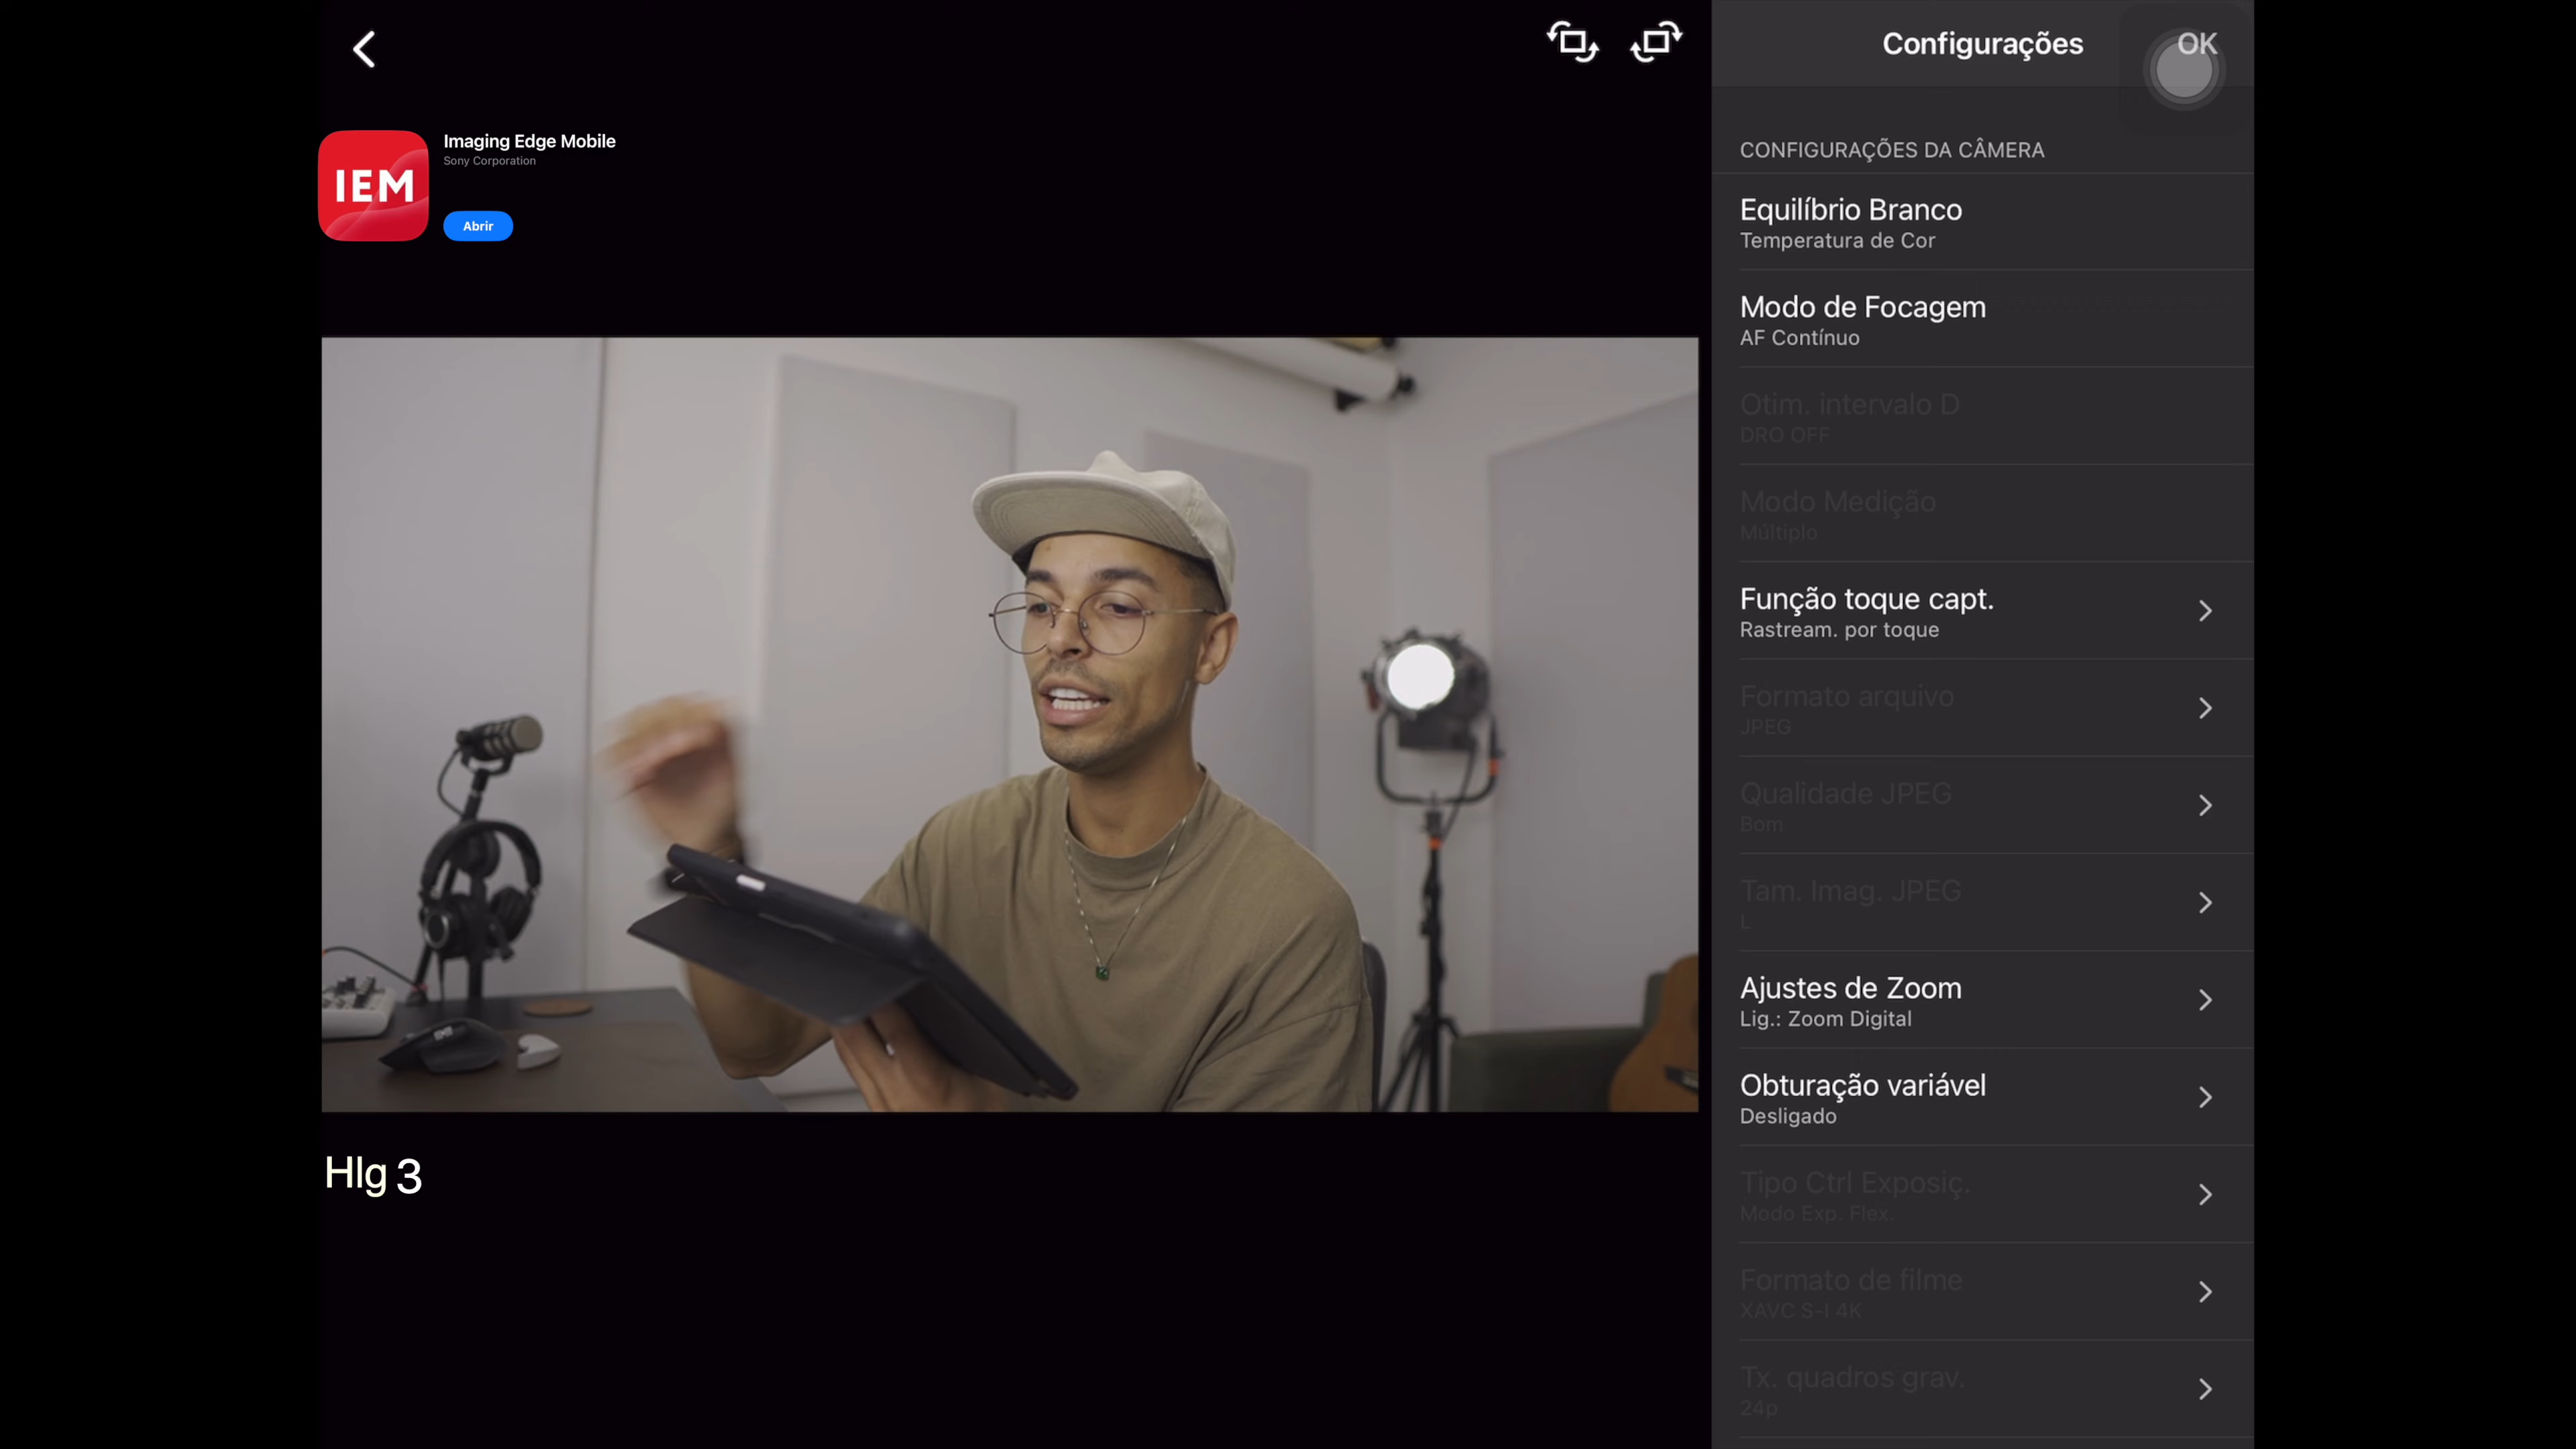 Configurações
OK
IEM
Imaging Edge Mobile
Sony Corporation
Abrir
CONFIGURAÇÕES DA CÂMERA
Equilíbrio Branco
Temperatura de Cor
Modo de Focagem
AF Contínuo
Otim. intervalo D
DRO OFF
Modo Medição
Múltiplo
Função toque capt.
Rastream. por toque
Formato arquivo
JPEG
Qualidade JPEG
Bom
Tam. Imag. JPEG
L
Ajustes de Zoom
Lig.: Zoom Digital
Obturação variável
Desligado
Tipo Ctrl Exposiç.
Modo Exp. Flex.
Formato de filme
XAVC S-I 4K
Tx. quadros grav.
24p
Hlg 3